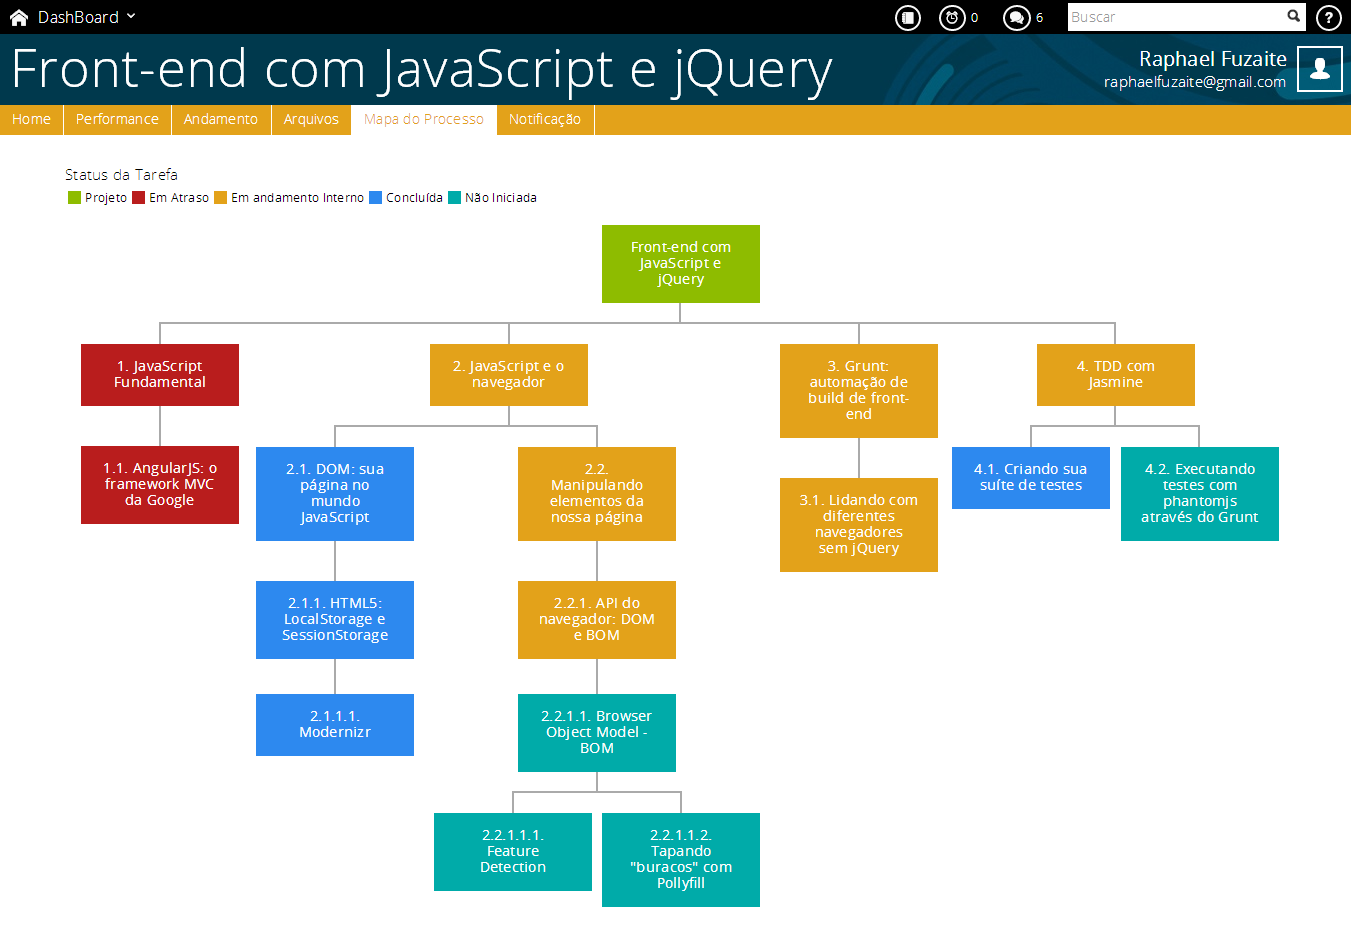 DashBoard
0
6
Buscar
?
Front-end com JavaScript e jQuery
Raphael Fuzaite
raphaelfuzaite@gmail.com
Home
Performance
Andamento
Arquivos
Mapa do Processo
Notificação
Status da Tarefa
Projeto
Em Atraso
Em andamento Interno
Concluída
Não Iniciada
Front-end com
JavaScript e
jQuery
1. JavaScript
Fundamental
2. JavaScript e o
navegador
3. Grunt:
automação de
build de front-
end
4. TDD com
Jasmine
1.1. AngularJS: o
framework MVC
da Google
2.1. DOM: sua
página no
mundo
JavaScript
2.2.
Manipulando
elementos da
nossa página
3.1. Lidando com
diferentes
navegadores
sem jQuery
4.1. Criando sua
suíte de testes
4.2. Executando
testes com
phantomjs
através do Grunt
2.1.1. HTML5:
LocalStorage e
SessionStorage
2.2.1. API do
navegador: DOM
e BOM
2.1.1.1.
Modernizr
2.2.1.1. Browser
Object Model -
BOM
2.2.1.1.1.
Feature
Detection
2.2.1.1.2.
Tapando
"buracos" com
Pollyfill